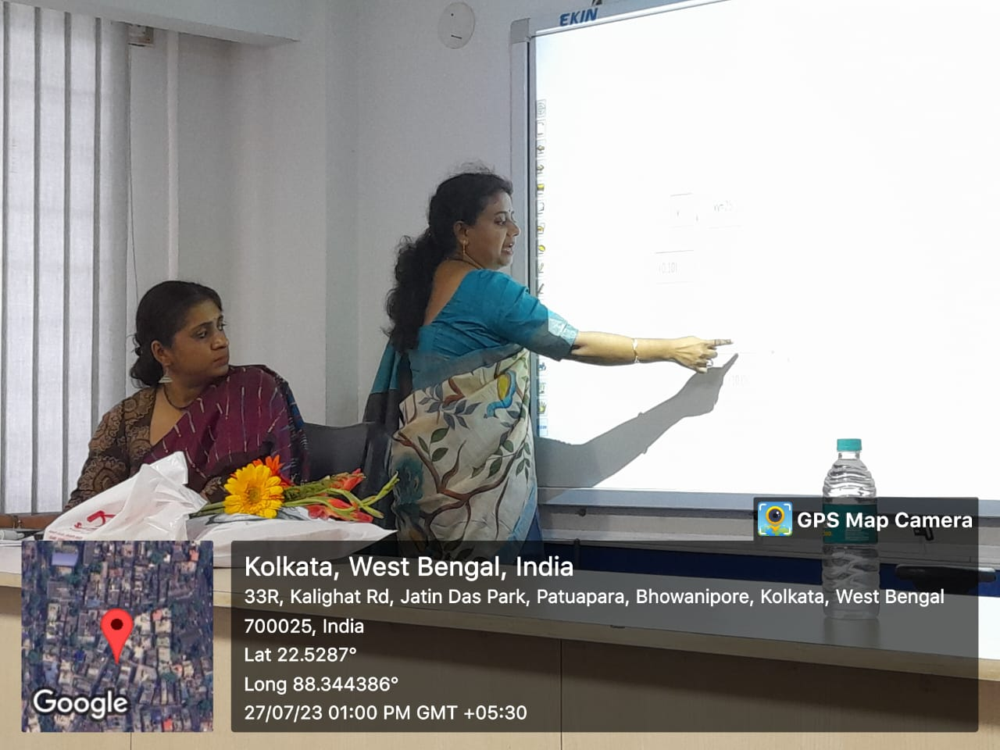 EKIN
GPS Map Camera
Kolkata, West Bengal, India
33R, Kalighat Rd, Jatin Das Park, Patuapara, Bhowanipore, Kolkata, West Bengal
700025, India
Lat 22.5287°
Long 88.344386°
27/07/23 01:00 PM GMT +05:30
Google